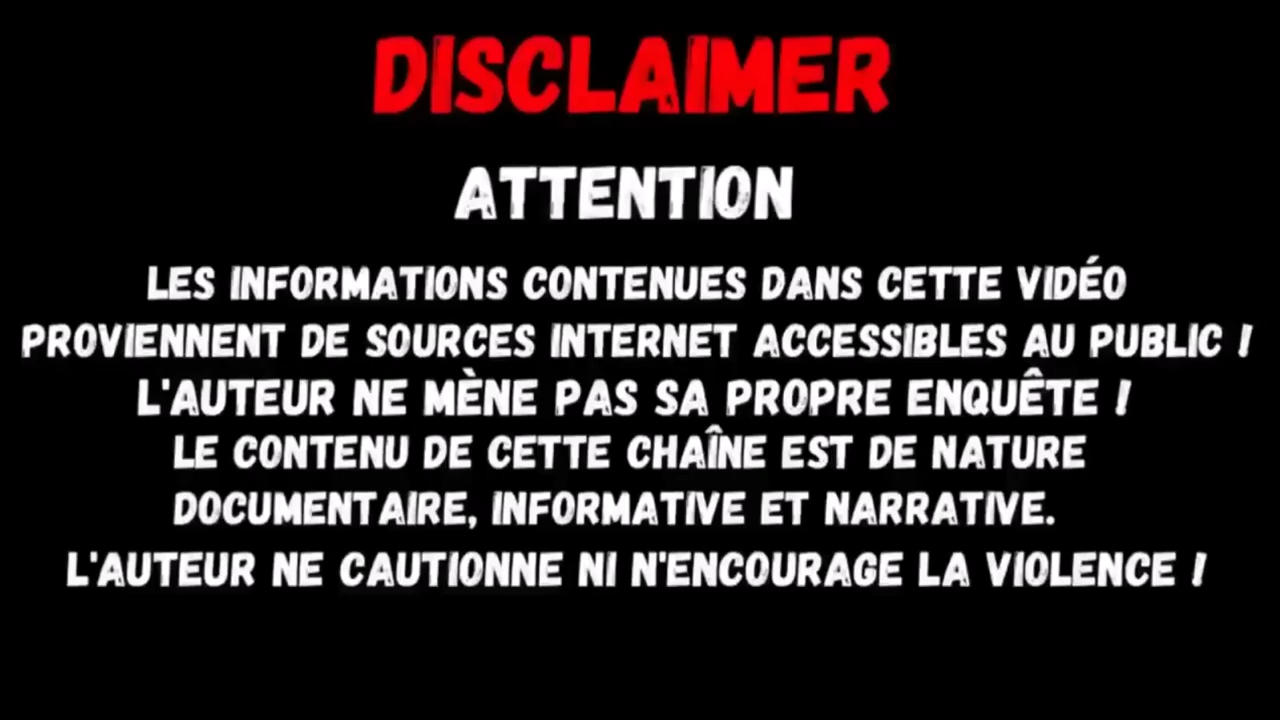 DISCLAIMER
ATTENTION
LES INFORMATIONS CONTENUES DANS CETTE VIDÉO
PROVIENNENT DE SOURCES INTERNET ACCESSIBLES AU PUBLIC !
L'AUTEUR NE MÈNE PAS SA PROPRE ENQUÊTE !
LE CONTENU DE CETTE CHAÎNE EST DE NATURE
DOCUMENTAIRE, INFORMATIVE ET NARRATIVE.
L'AUTEUR NE CAUTIONNE NI N'ENCOURAGE LA VIOLENCE !